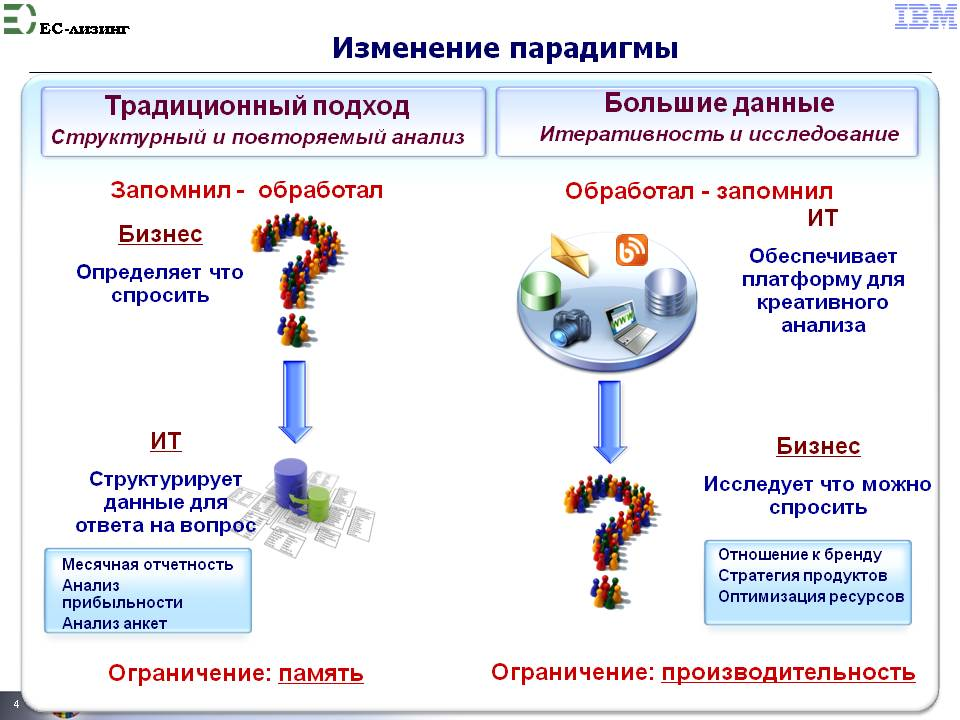 ЕС-лизинг
IBM
Изменение парадигмы
Традиционный подход
Структурный и повторяемый анализ
Запомнил - обработал
Бизнес
Определяет что
спросить
ИТ
Структурирует
данные для
ответа на вопрос
Месячная отчетность
Анализ
прибыльности
Анализ анкет
Ограничение: память
Большие данные
Итеративность и исследование
Обработал - запомнил
ИТ
Обеспечивает
платформу для
креативного
анализа
www
Бизнес
Исследует что можно
спросить
Отношение к бренду
Стратегия продуктов
Оптимизация ресурсов
Ограничение: производительность
4